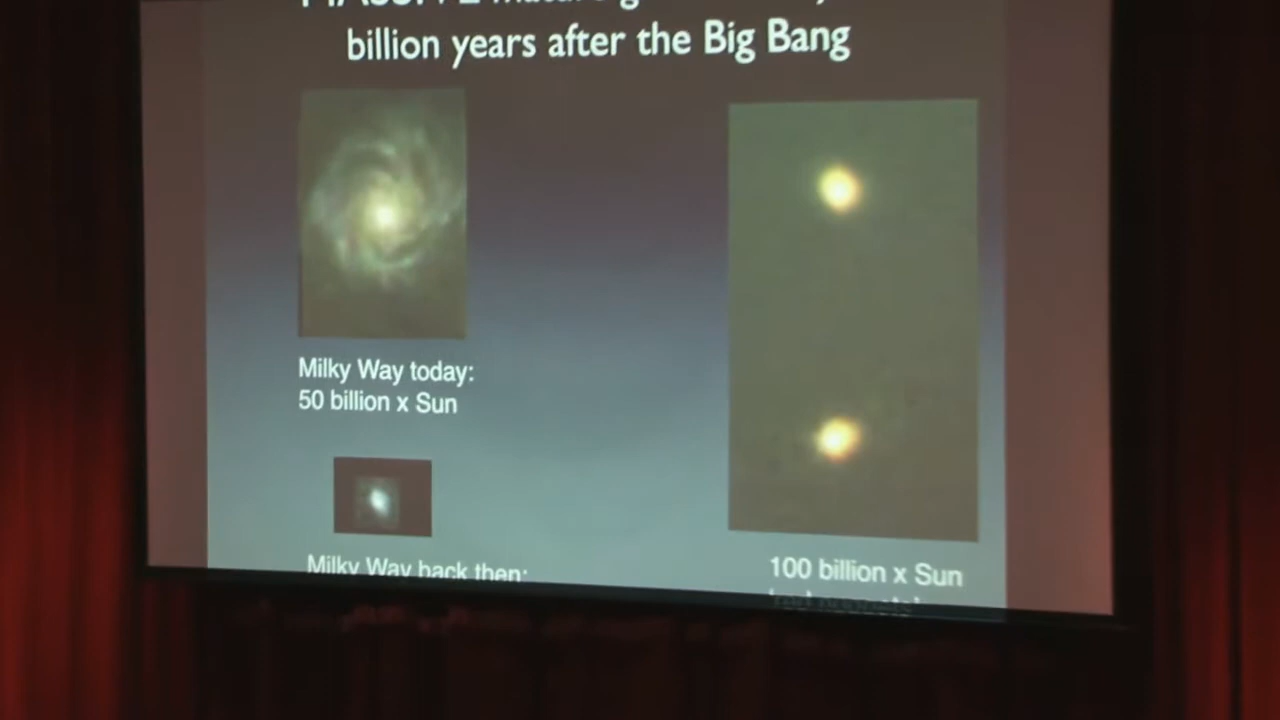 billion years after the Big Bang
Milky Way today:
50 billion x Sun
Milky Way back then:
100 billion x Sun